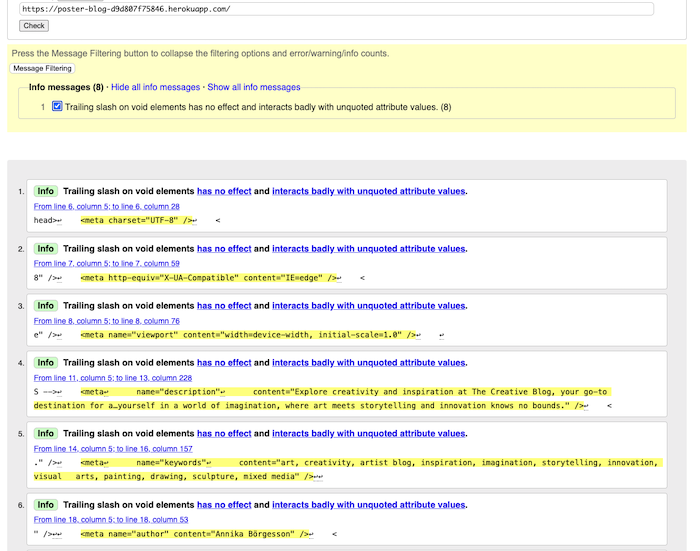 https://poster-blog-d9d807f75846.herokuapp.com/
Check
Press the Message Filtering button to collapse the filtering options and error/warning/info counts.
Message Filtering
Info messages (8) · Hide all info messages · Show all info messages
1 Trailing slash on void elements has no effect and interacts badly with unquoted attribute values. (8)
1. Info Trailing slash on void elements has no effect and interacts badly with unquoted attribute values.
From line 6, column 5; to line 6, column 28
head>↩ <meta charset="UTF-8" />↩ <
2. Info Trailing slash on void elements has no effect and interacts badly with unquoted attribute values.
From line 7, column 5; to line 7, column 59
8" />↩ <meta http-equiv="X-UA-Compatible" content="IE=edge" />↩ <
3. Info Trailing slash on void elements has no effect and interacts badly with unquoted attribute values.
From line 8, column 5; to line 8, column 76
e" />↩ <meta name="viewport" content="width=device-width, initial-scale=1.0" />↩ ↩
4. Info Trailing slash on void elements has no effect and interacts badly with unquoted attribute values.
From line 11, column 5; to line 13, column 228
S -->↩ <meta↩ name="description"↩ content="Explore creativity and inspiration at The Creative Blog, your go-to
destination for a…yourself in a world of imagination, where art meets storytelling and innovation knows no bounds." />↩ <
5. Info Trailing slash on void elements has no effect and interacts badly with unquoted attribute values.
From line 14, column 5; to line 16, column 157
." />↩ <meta↩ name="keywords"↩ content="art, creativity, artist blog, inspiration, imagination, storytelling, innovation,
visual arts, painting, drawing, sculpture, mixed media" />↩↩
6. Info Trailing slash on void elements has no effect and interacts badly with unquoted attribute values.
From line 18, column 5; to line 18, column 53
" />↩↩ <meta name="author" content="Annika Börgesson" />↩ <